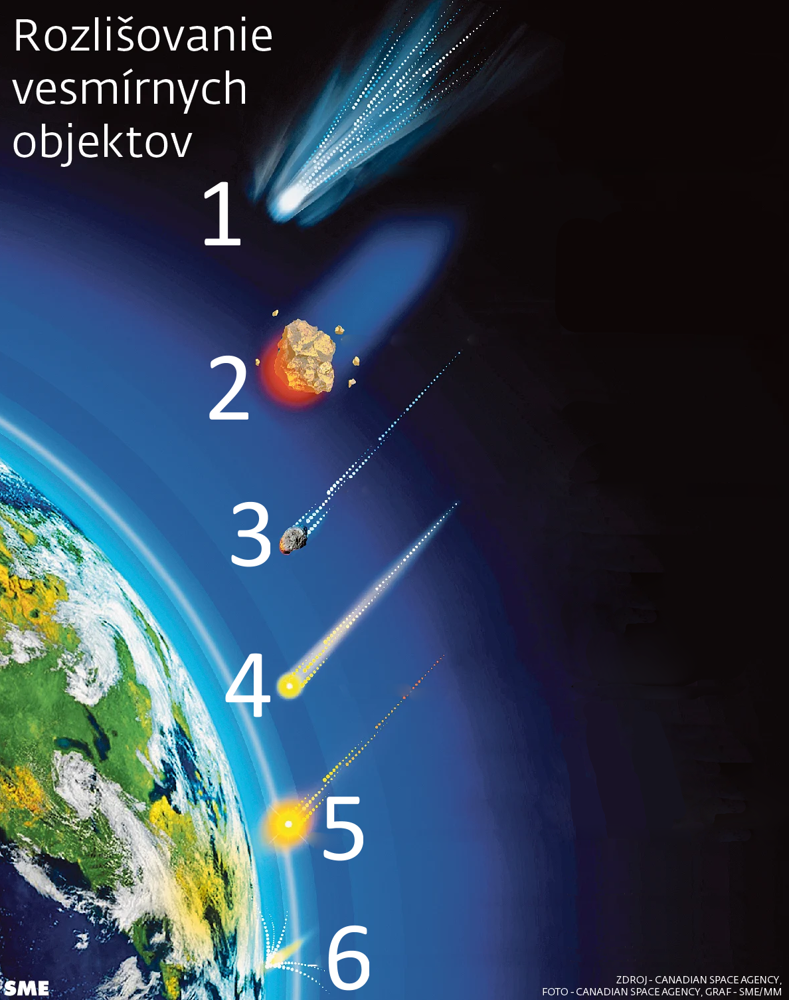 Rozlišovanie
vesmírnych
objektov
1
2
3
4
5
6
SME
ZDROJ - CANADIAN SPACE AGENCY,
FOTO - CANADIAN SPACE AGENCY, GRAF - SME/MM